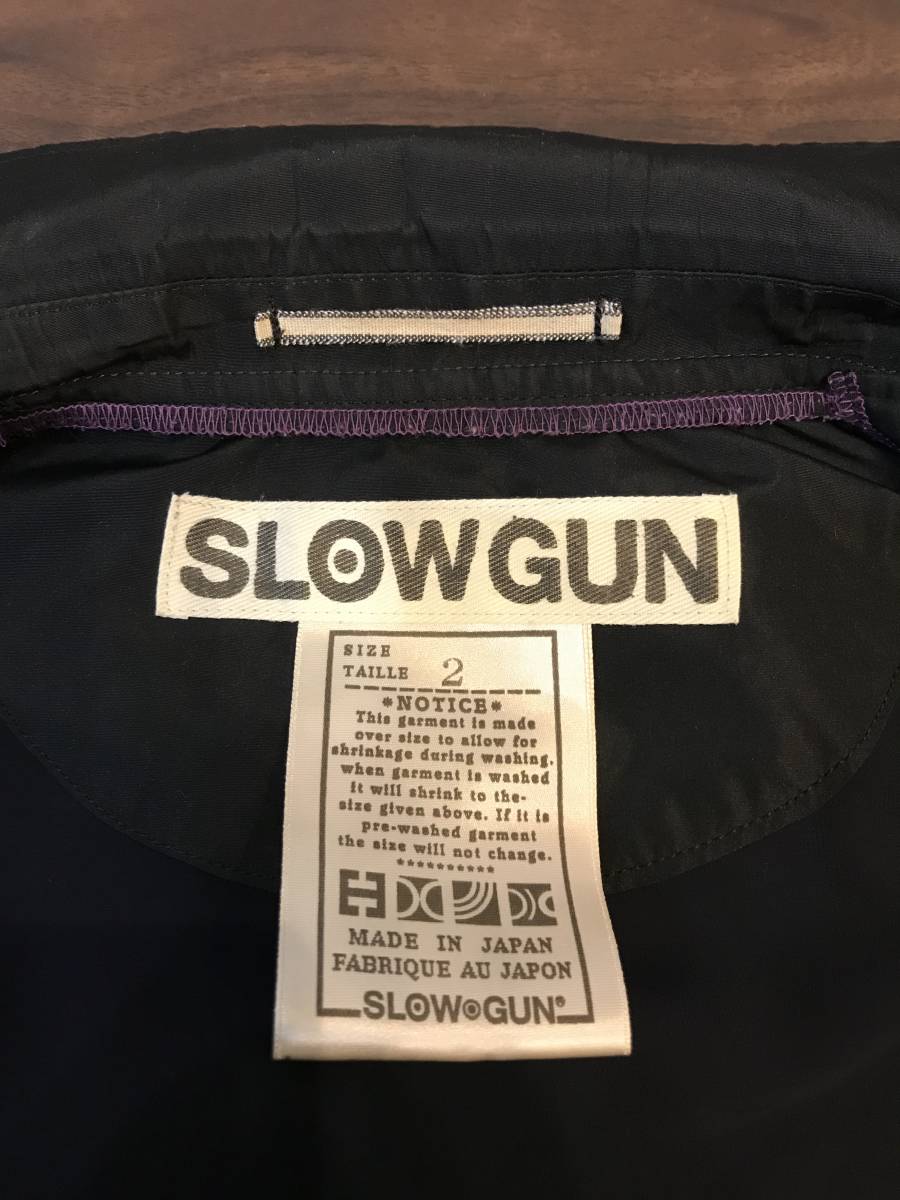 SLOWGUN
SIZE
TAILLE 2
*NOTICE*
This garment is made
over size to allow for
shrinkage during washing.
when garment is washed
it will shrink to the-
size given above. If it is
pre-washed garment
the size will not change.
**********
MADE IN JAPAN
FABRIQUE AU JAPON
SLOW GUN®